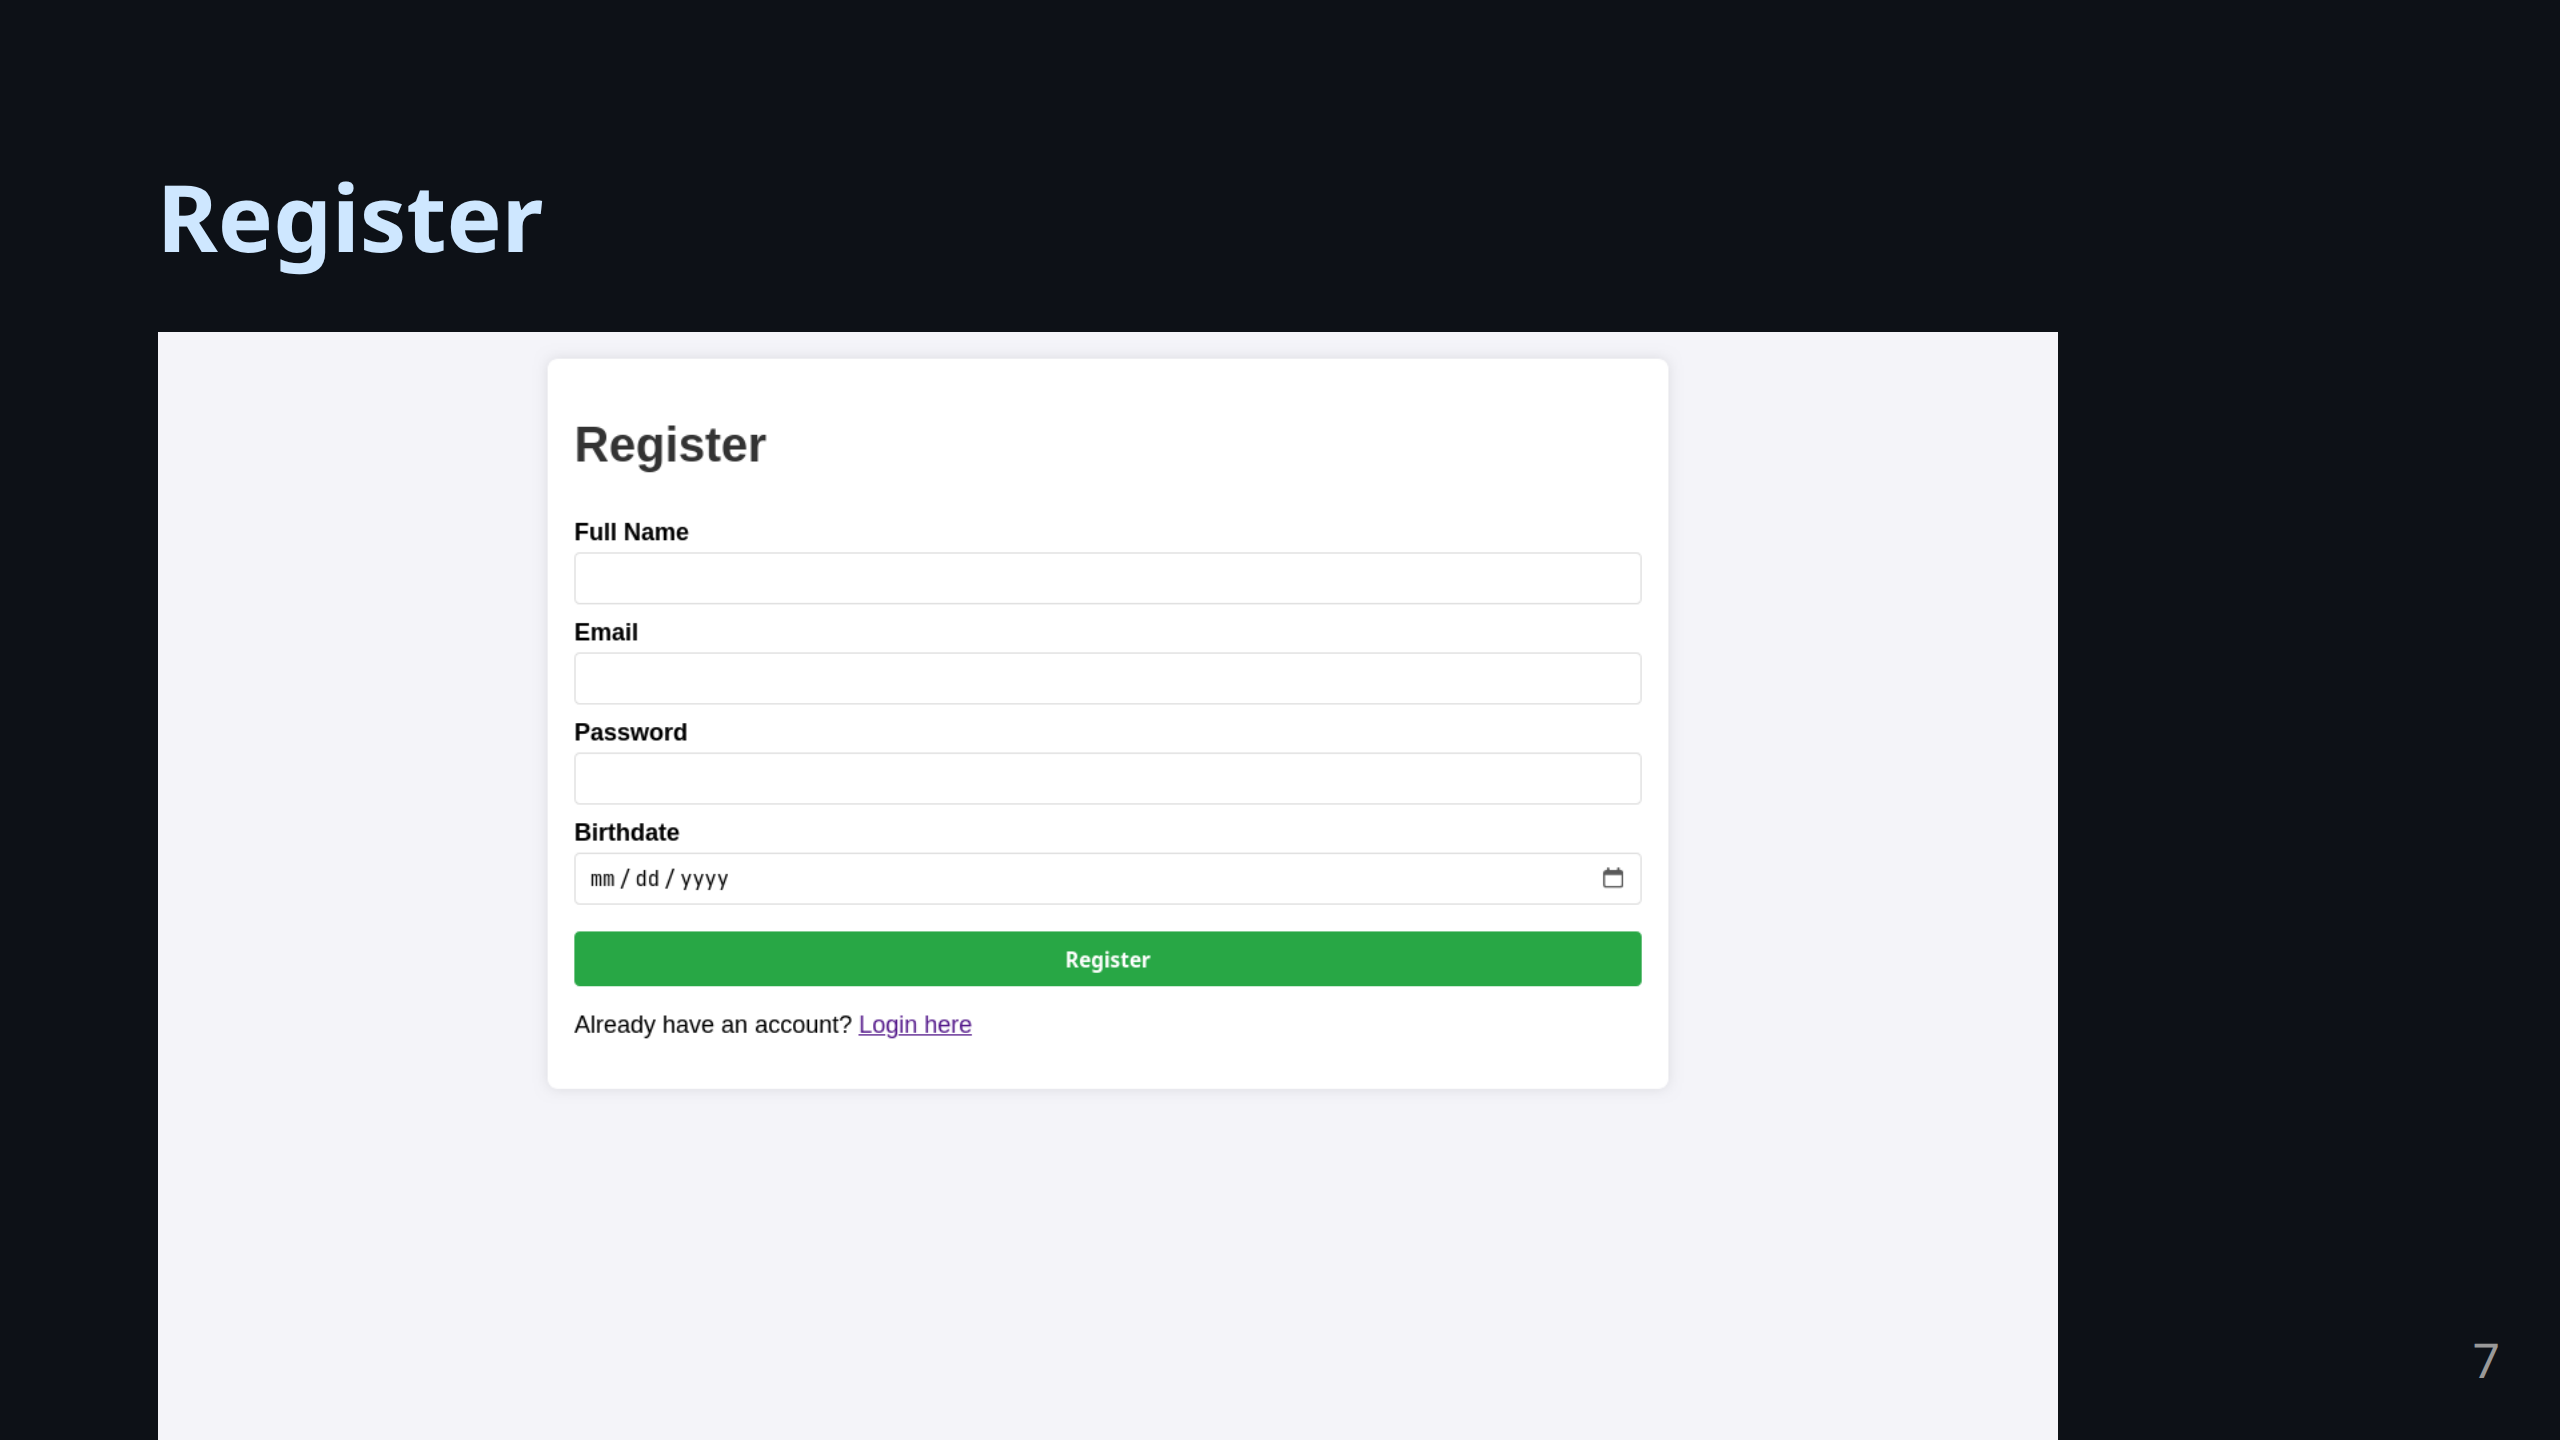 Register
Register
Full Name
Email
Password
Birthdate
mm / dd / yyyy
Register
Already have an account? Login here
7